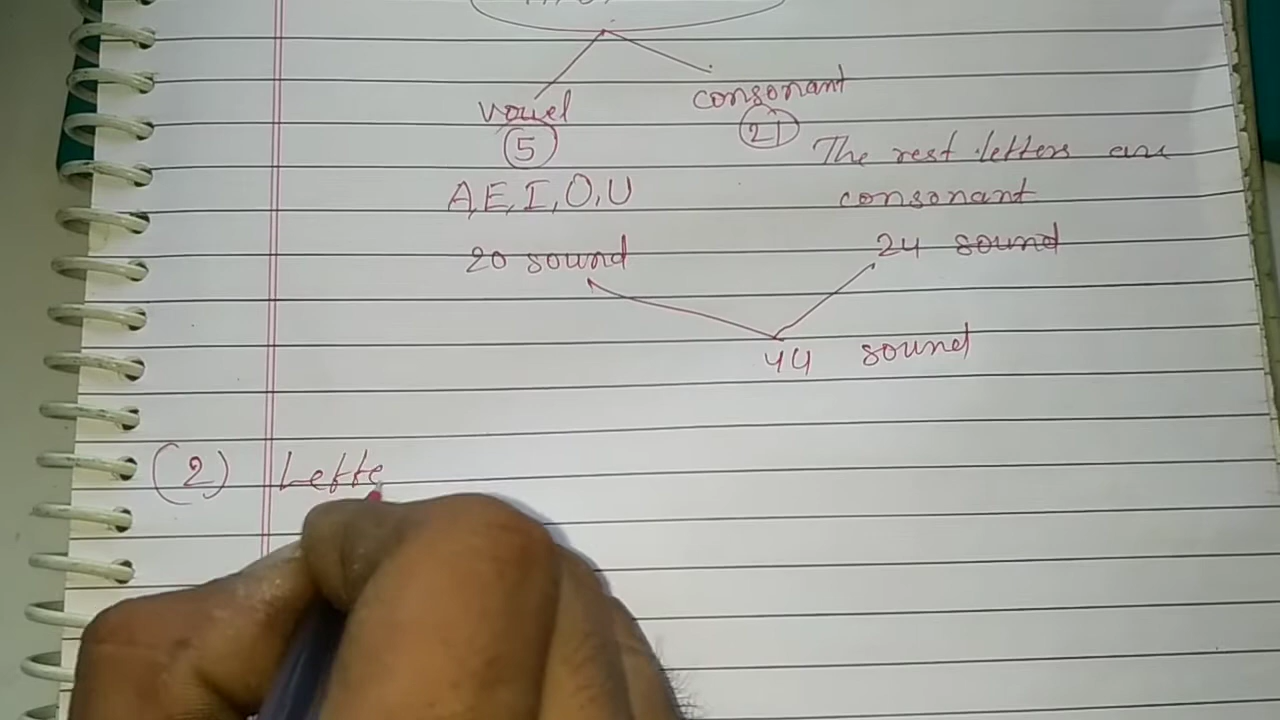 vowel consonant
5 21
A, E, I, O, U The rest letters are
consonant
20 sound 24 sound
44 sound
(2) Lette